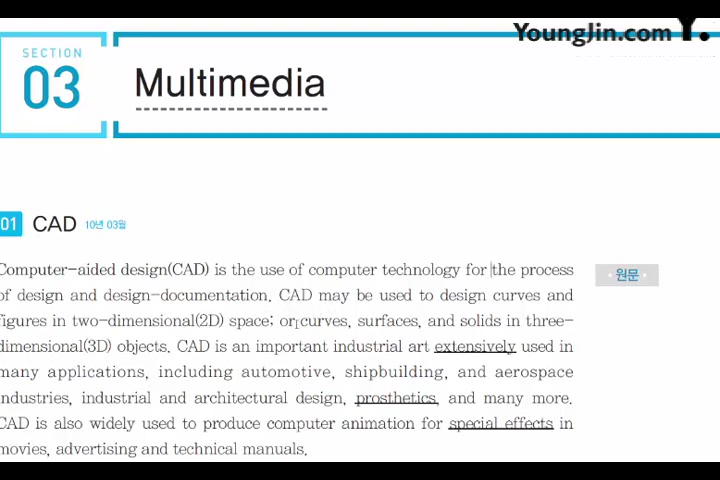 YoungJin.com Y.
SECTION
03
Multimedia
01 CAD 10년 03월
Computer-aided design(CAD) is the use of computer technology for the process
of design and design-documentation. CAD may be used to design curves and
figures in two-dimensional(2D) space; or curves, surfaces, and solids in three-
dimensional(3D) objects. CAD is an important industrial art extensively used in
many applications, including automotive, shipbuilding, and aerospace
industries, industrial and architectural design, prosthetics, and many more.
CAD is also widely used to produce computer animation for special effects in
movies, advertising and technical manuals.
원문